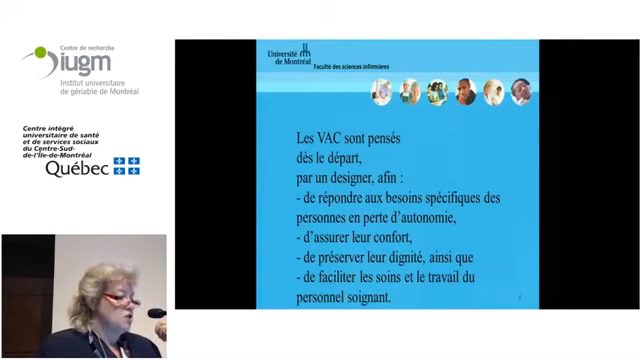 Centre de recherche
iugm
Institut universitaire
de gériatrie de Montréal
Centre intégré
universitaire de santé
et de services sociaux
du Centre-Sud-
de-l'Île-de-Montréal
Québec
Université
de Montréal
Faculté des sciences infirmières
Les VAC sont pensés
dès le départ,
par un designer, afin :
- de répondre aux besoins spécifiques des
personnes en perte d'autonomie,
- d'assurer leur confort,
- de préserver leur dignité, ainsi que
- de faciliter les soins et le travail du
personnel soignant.